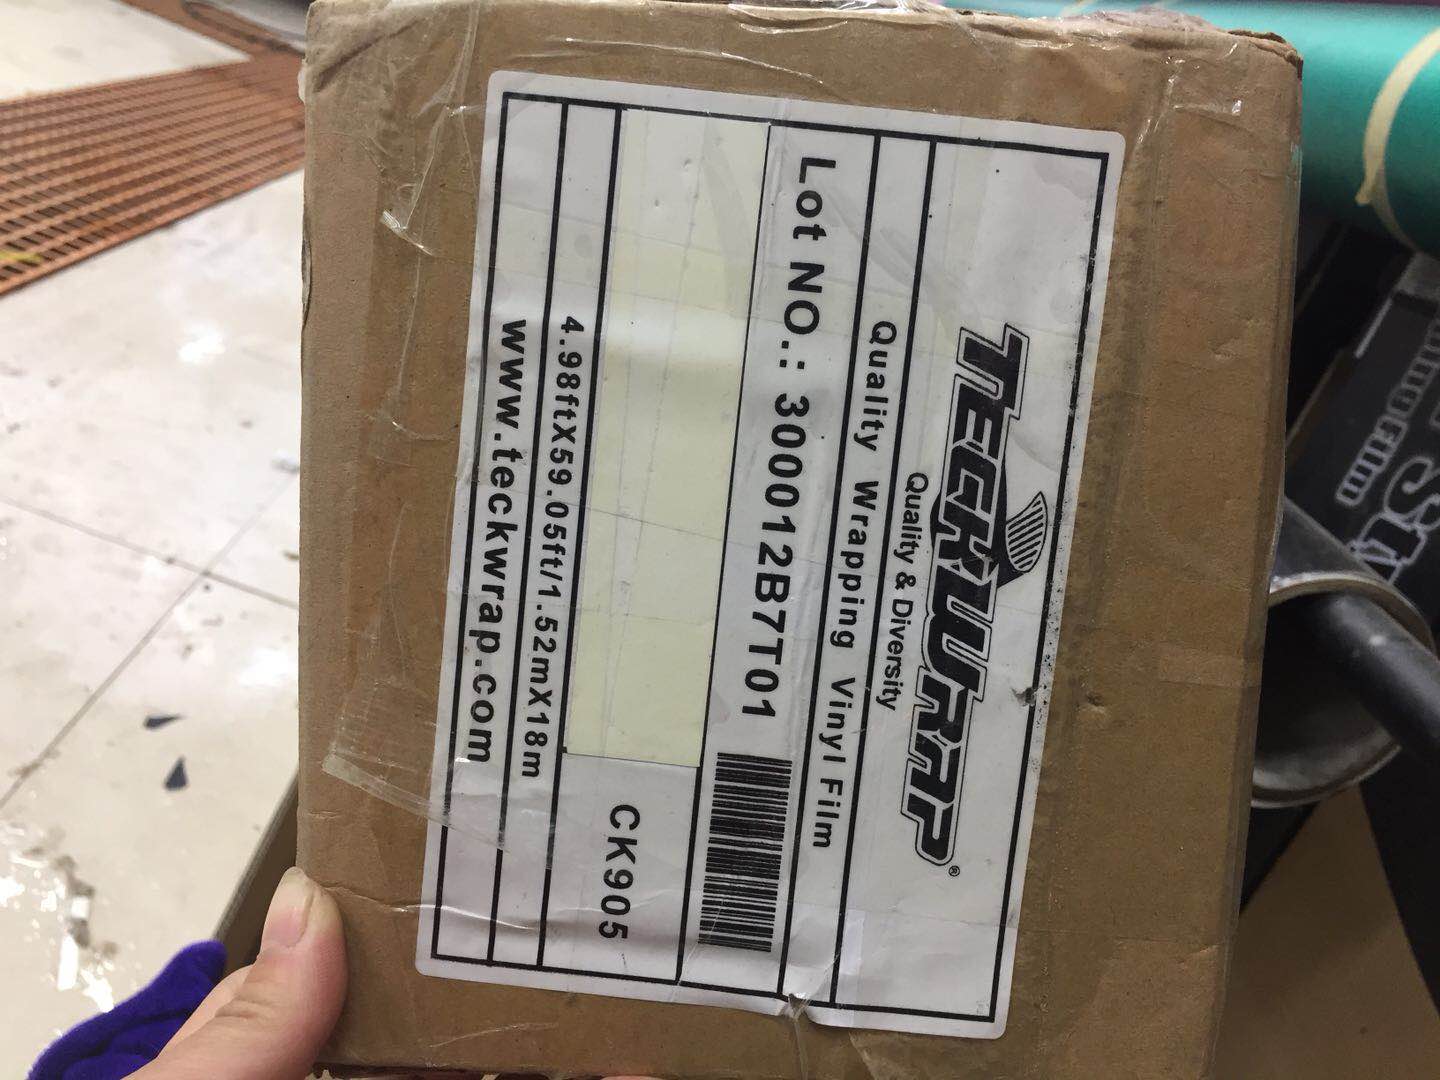 TECKWRAP®
Quality & Diversity
Quality Wrapping Vinyl Film
Lot NO.: 300012B7T01
CK905
4.98ftX59.05ft/1.52mX18m
www.teckwrap.com
Film